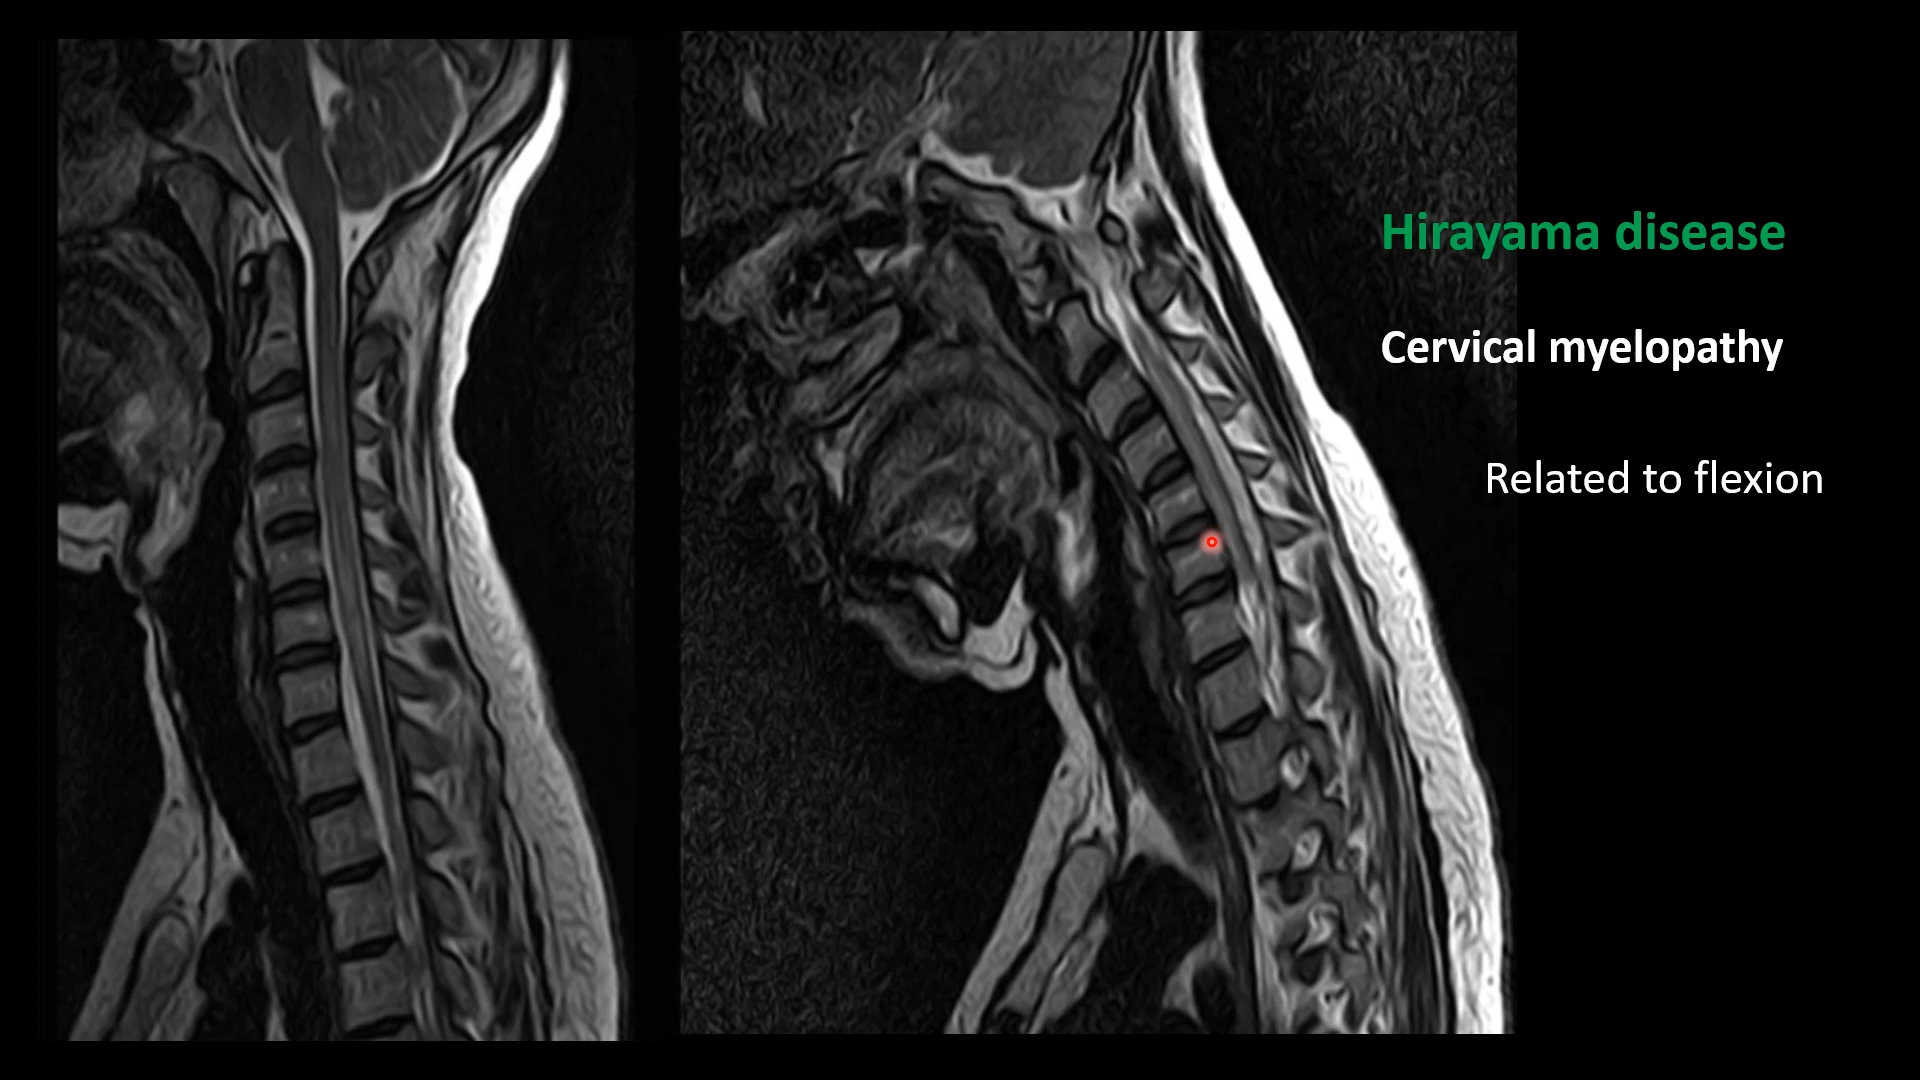 Hirayama disease
Cervical myelopathy
Related to flexion